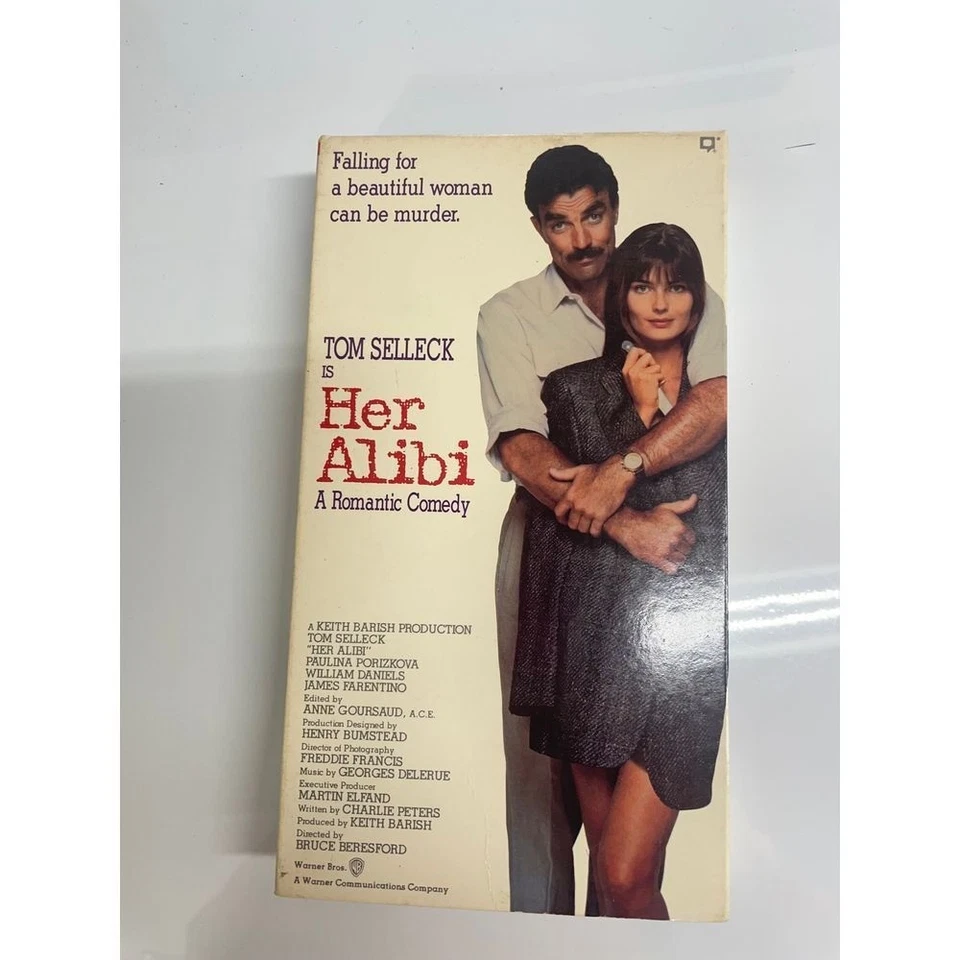 Falling for
a beautiful woman
can be murder.
TOM SELLECK
IS
Her
Alibi
A Romantic Comedy
A KEITH BARISH PRODUCTION
TOM SELLECK
"HER ALIBI"
PAULINA PORIZKOVA
WILLIAM DANIELS
JAMES FARENTINO
Edited by
ANNE GOURSAUD, A.C.E.
Production Designed by
HENRY BUMSTEAD
Director of Photography
FREDDIE FRANCIS
Music by GEORGES DELERUE
Executive Producer
MARTIN ELFAND
Written by CHARLIE PETERS
Produced by KEITH BARISH
Directed by
BRUCE BERESFORD
Warner Bros. WB
A Warner Communications Company